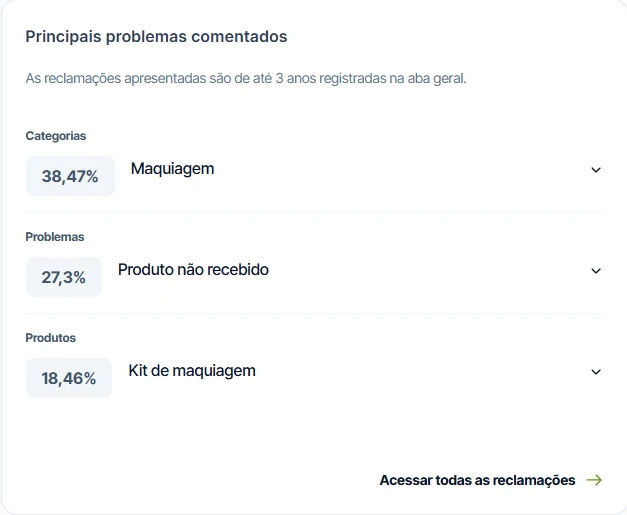 Principais problemas comentados
As reclamações apresentadas são de até 3 anos registradas na aba geral.
Categorias
38,47% Maquiagem
Problemas
27,3% Produto não recebido
Produtos
18,46% Kit de maquiagem
Acessar todas as reclamações